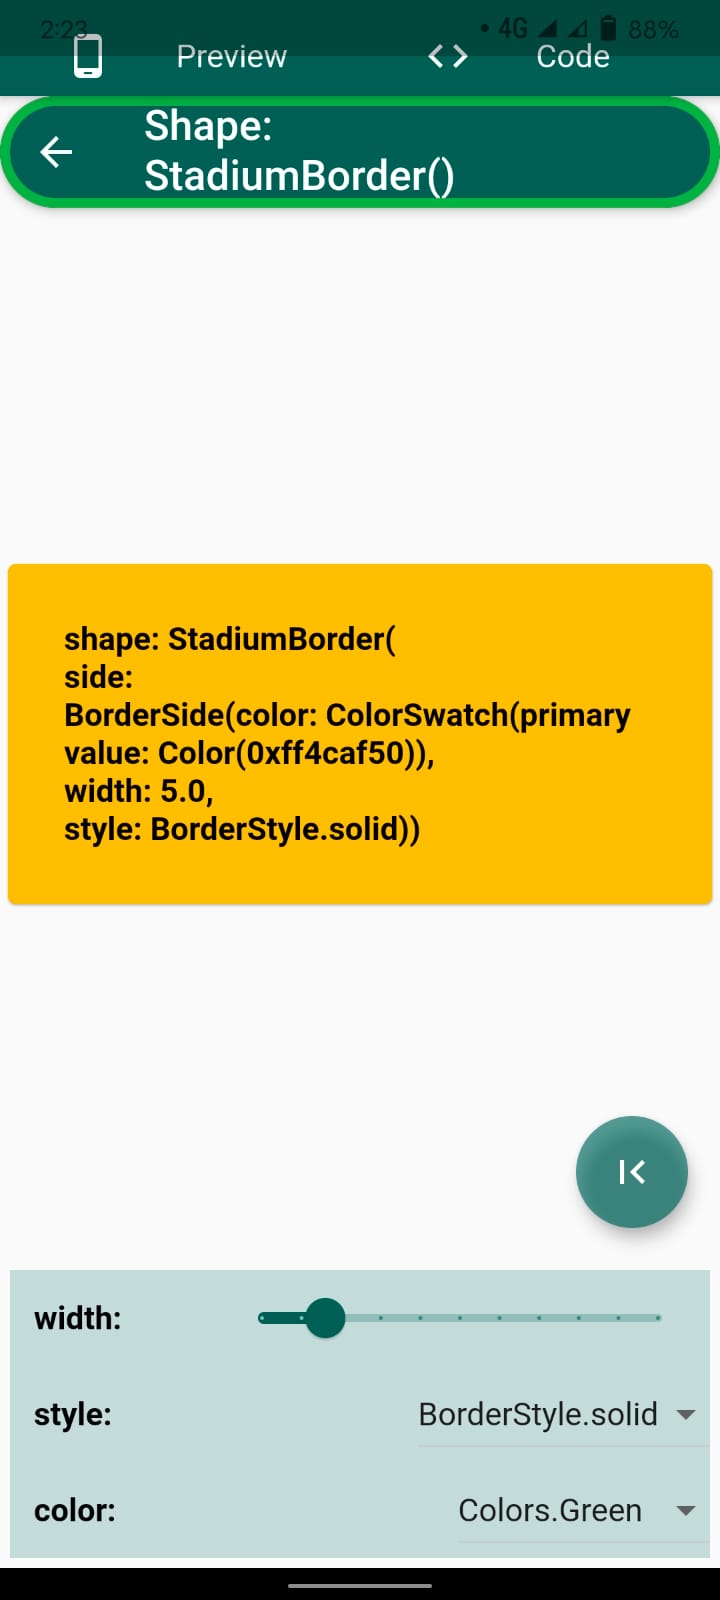 2:23 4G 88%
Preview <> Code
Shape:
StadiumBorder()
shape: StadiumBorder(
side:
BorderSide(color: ColorSwatch(primary
value: Color(0xff4caf50)),
width: 5.0,
style: BorderStyle.solid))
width:
style: BorderStyle.solid
color: Colors.Green